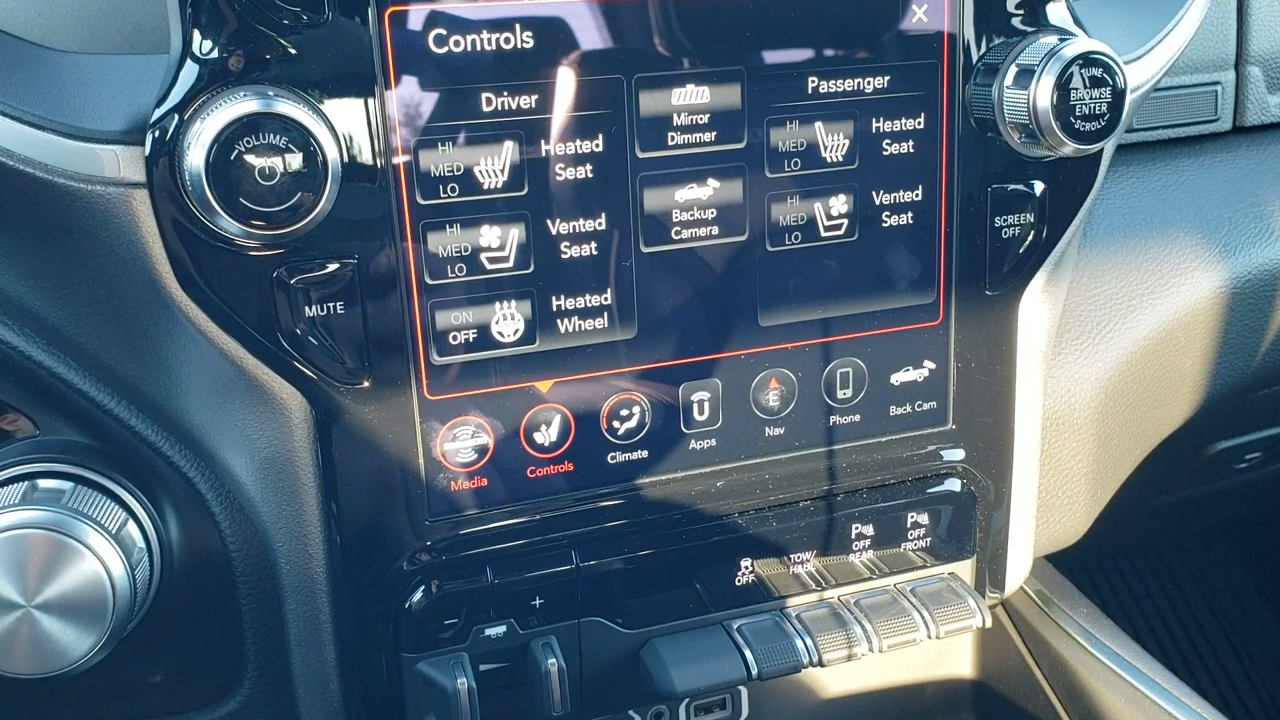 Controls
X
Driver
HI
MED
LO
Heated
Seat
HI
MED
LO
Vented
Seat
ON
OFF
Heated
Wheel
Mirror
Dimmer
Backup
Camera
Passenger
HI
MED
LO
Heated
Seat
HI
MED
LO
Vented
Seat
Media
Controls
Climate
Apps
E
Nav
Phone
Back Cam
VOLUME
MUTE
TUNE
BROWSE
ENTER
SCROLL
SCREEN
OFF
OFF
TOW/
HAUL
P
OFF
REAR
P
OFF
FRONT
+
-